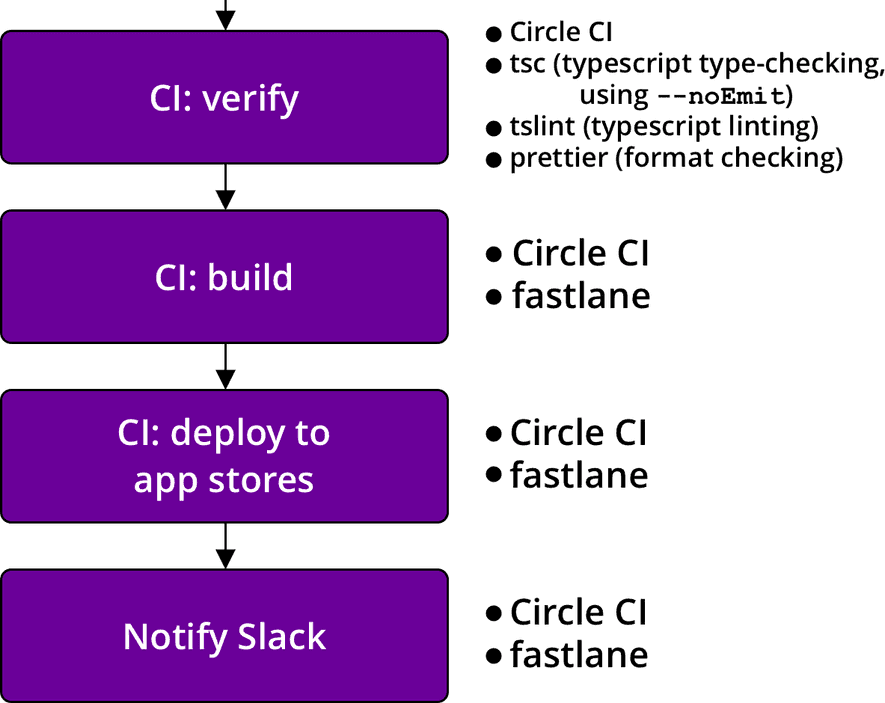 CI: verify
● Circle CI
● tsc (typescript type-checking,
using --noEmit)
● tslint (typescript linting)
● prettier (format checking)
CI: build
● Circle CI
● fastlane
CI: deploy to
app stores
● Circle CI
● fastlane
Notify Slack
● Circle CI
● fastlane